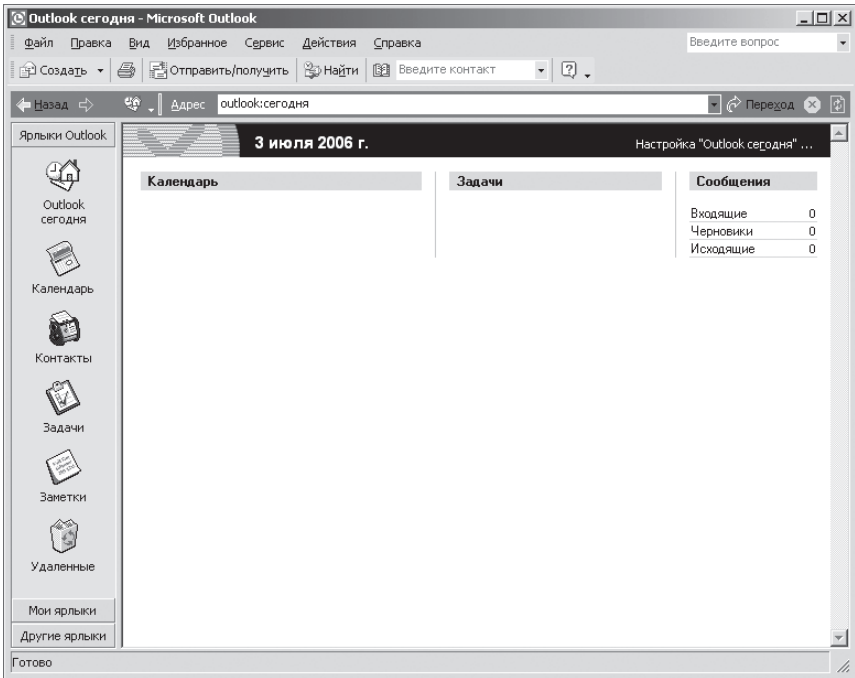 Outlook сегодня - Microsoft Outlook
Файл Правка Вид Избранное Сервис Действия Справка Введите вопрос
Создать Отправить/получить Найти Введите контакт
Назад Адрес outlook:сегодня Переход
Ярлыки Outlook
3 июля 2006 г. Настройка "Outlook сегодня" ...
Календарь Задачи Сообщения
Входящие 0
Черновики 0
Исходящие 0
Outlook
сегодня
Календарь
Контакты
Задачи
Заметки
Удаленные
Мои ярлыки
Другие ярлыки
Готово